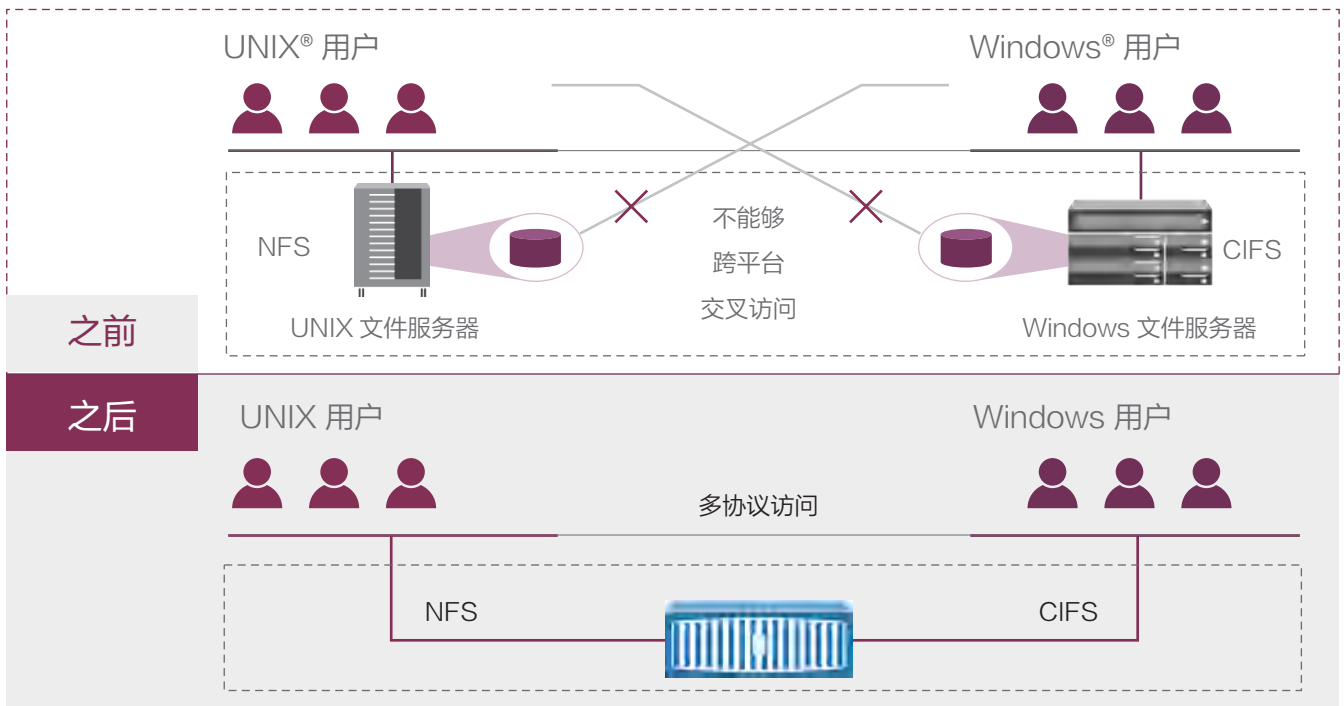 UNIX® 用户
Windows® 用户
NFS
不能够
跨平台
交叉访问
CIFS
UNIX 文件服务器
Windows 文件服务器
之前
之后
UNIX 用户
Windows 用户
多协议访问
NFS
CIFS